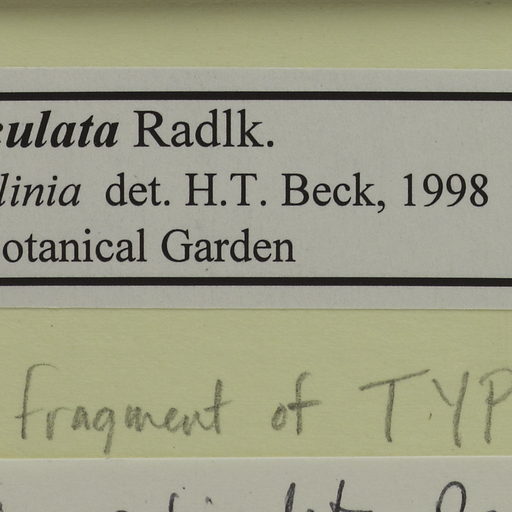 culata Radlk.
linia det. H.T. Beck, 1998
otanical Garden
fragment of TYP